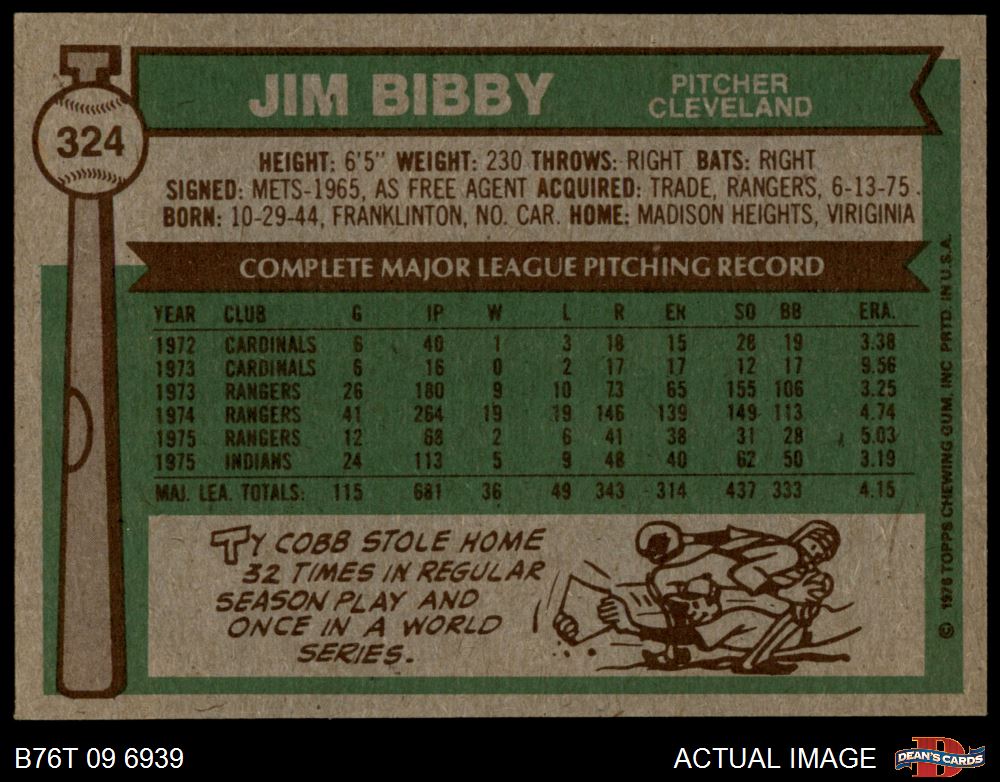 324
JIM BIBBY
PITCHER
CLEVELAND
HEIGHT: 6'5" WEIGHT: 230 THROWS: RIGHT BATS: RIGHT
SIGNED: METS-1965, AS FREE AGENT ACQUIRED: TRADE, RANGERS, 6-13-75.
BORN: 10-29-44, FRANKLINTON, NO. CAR. HOME: MADISON HEIGHTS, VIRIGINIA
COMPLETE MAJOR LEAGUE PITCHING RECORD
YEAR CLUB G IP W L R ER SO BB ERA.
1972 CARDINALS 6 40 1 3 18 15 28 19 3.38
1973 CARDINALS 6 16 0 2 17 17 12 17 9.56
1973 RANGERS 26 180 9 10 73 65 155 106 3.25
1974 RANGERS 41 264 19 19 146 139 149 113 4.74
1975 RANGERS 12 68 2 6 41 38 31 28 5.03
1975 INDIANS 24 113 5 9 48 40 62 50 3.19
MAJ. LEA. TOTALS: 115 681 36 49 343 314 437 333 4.15
TY COBB STOLE HOME
32 TIMES IN REGULAR
SEASON PLAY AND
ONCE IN A WORLD
SERIES.
© 1976 TOPPS CHEWING GUM, INC PRTD. IN U.S.A.
B76T 09 6939
ACTUAL IMAGE
D
DEAN'S CARDS